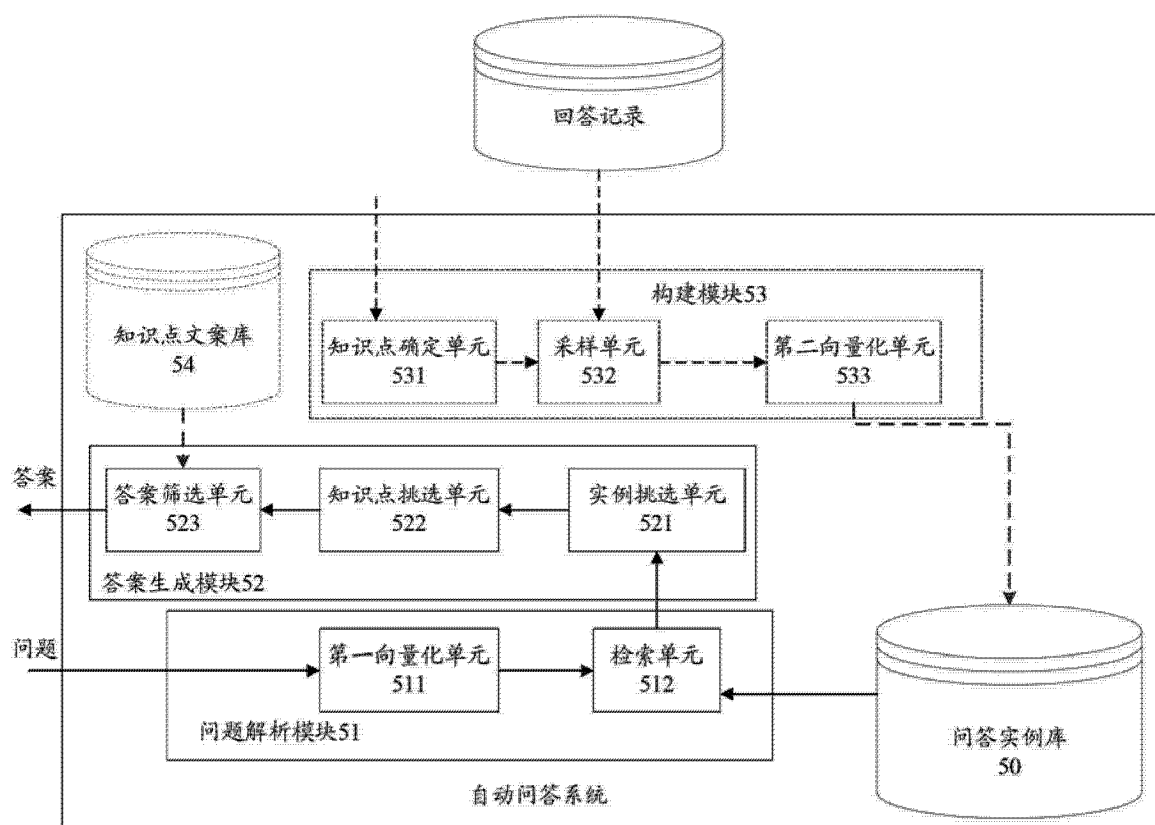 回答记录
构建模块53
知识点文案库
54
知识点确定单元
531
采样单元
532
第二向量化单元
533
答案
答案筛选单元
523
知识点挑选单元
522
实例挑选单元
521
答案生成模块52
问题
第一向量化单元
511
检索单元
512
问题解析模块51
问答实例库
50
自动问答系统